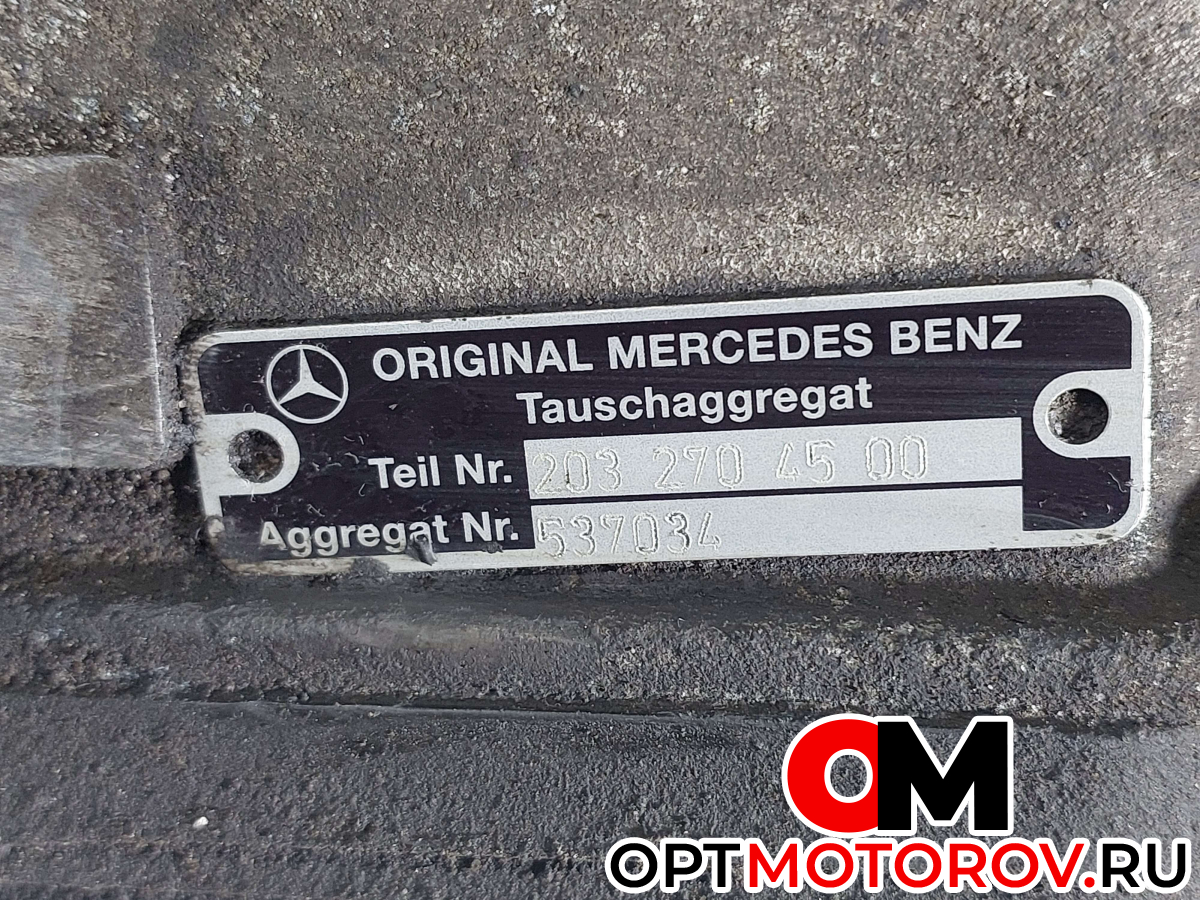 ORIGINAL MERCEDES BENZ
Tauschaggregat
Teil Nr. 203 270 45 00
Aggregat Nr. 537034
OM
OPTMOTOROV.RU